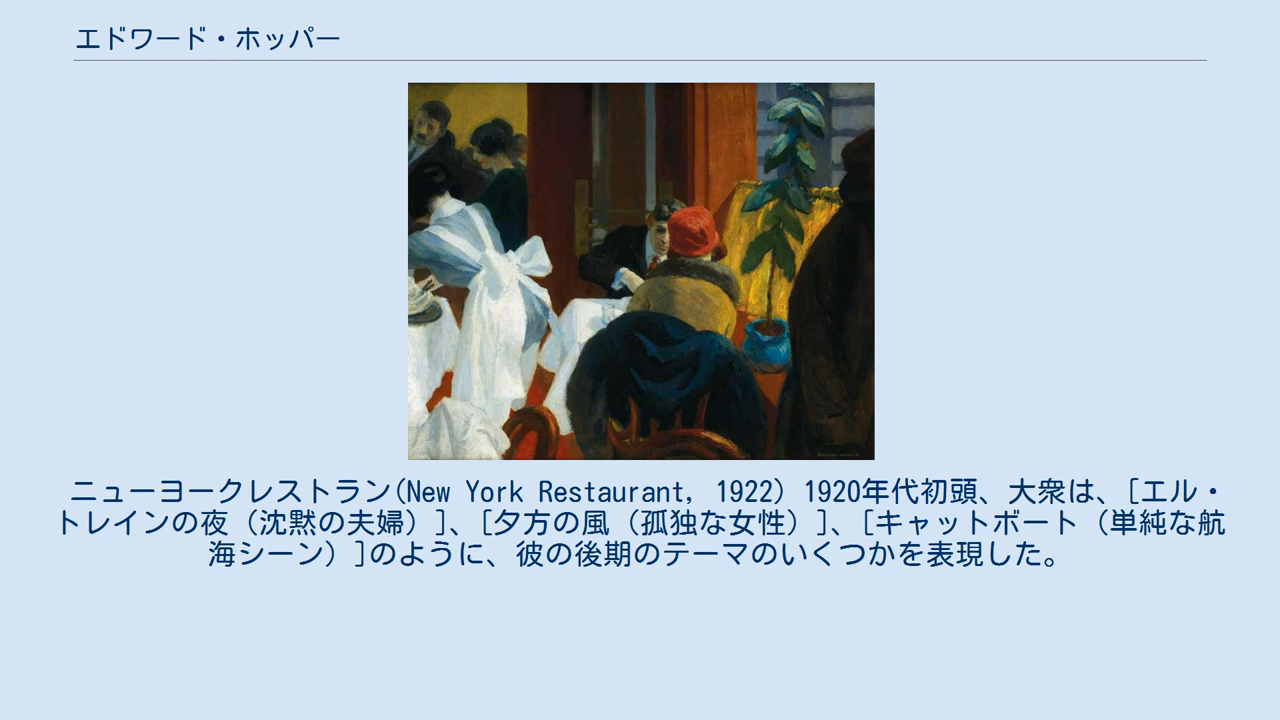 エドワード・ホッパー
ニューヨークレストラン(New York Restaurant, 1922) 1920年代初頭、大衆は、[エル・
トレインの夜（沈黙の夫婦）]、[夕方の風（孤独な女性）]、[キャットボート（単純な航
海シーン）]のように、彼の後期のテーマのいくつかを表現した。